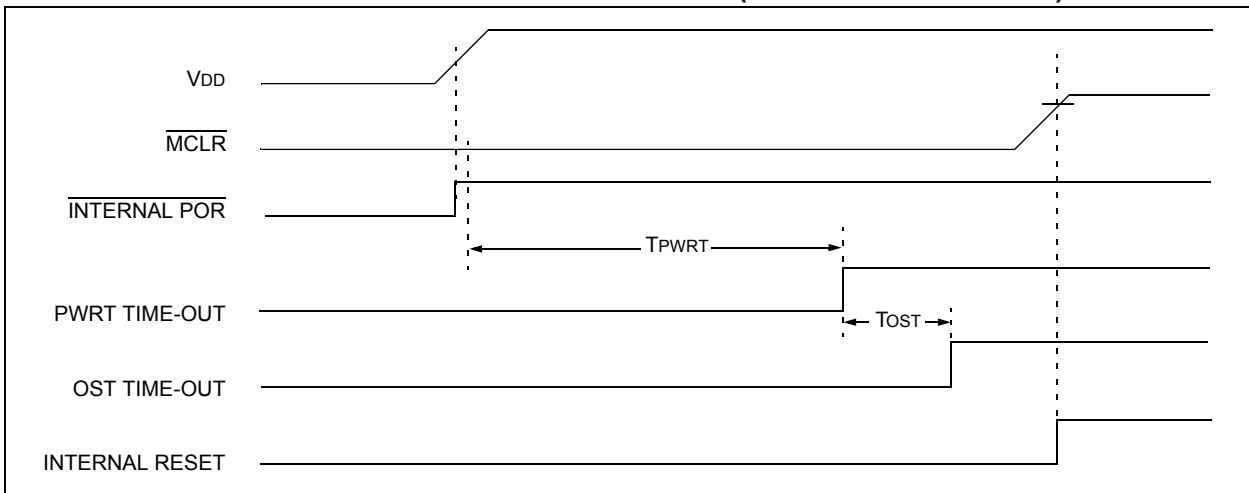 VDD
MCLR
INTERNAL POR
TPWRT
PWRT TIME-OUT
TOST
OST TIME-OUT
INTERNAL RESET